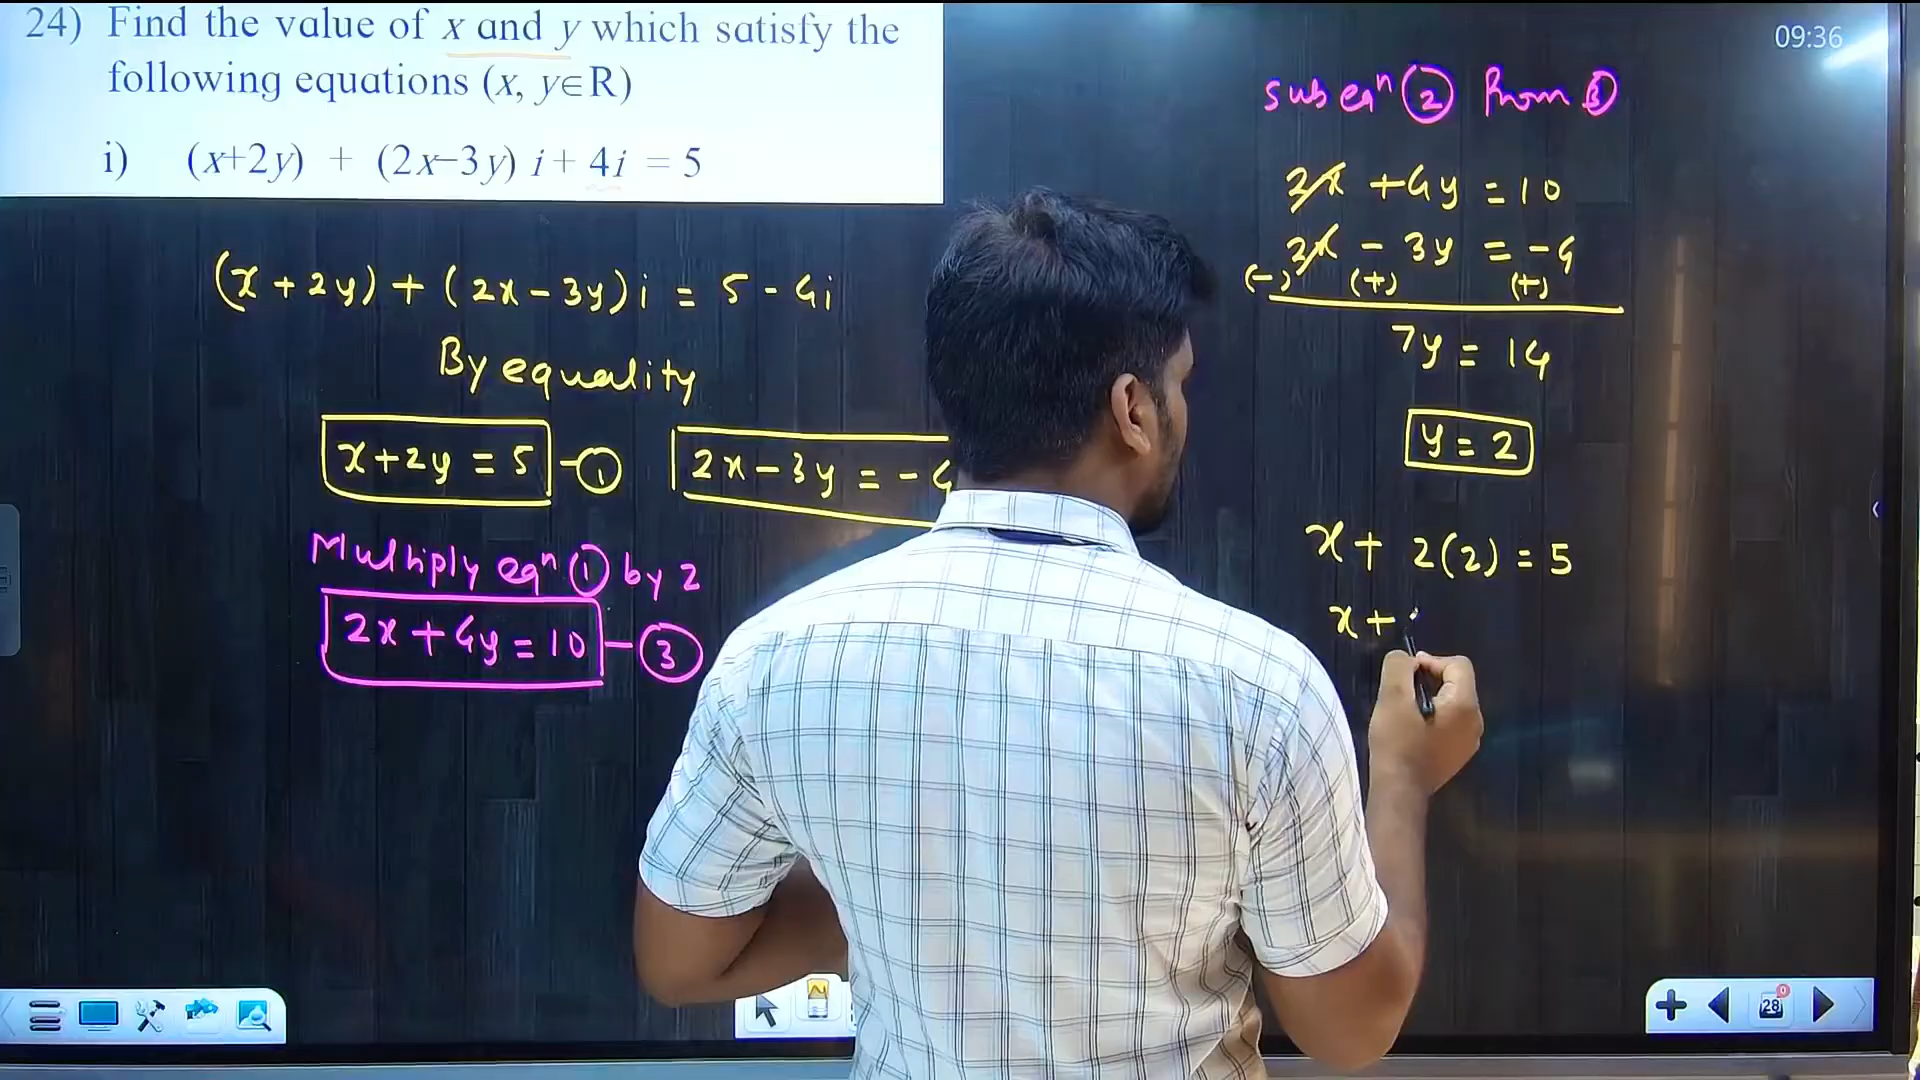 24) Find the value of x and y which satisfy the
following equations (x, y∈R)
i) (x+2y) + (2x−3y) i + 4i = 5
(x + 2y) + (2x − 3y) i = 5 - 4i
By equality
x + 2y = 5 - ①
2x − 3y = - 4
Multiply eqⁿ ① by 2
2x + 4y = 10 - ③
09:36
sub eqⁿ ② from ③
2x + 4y = 10
2x - 3y = -4
(-) (+) (+)
7y = 14
y = 2
x + 2(2) = 5
x +
28
0